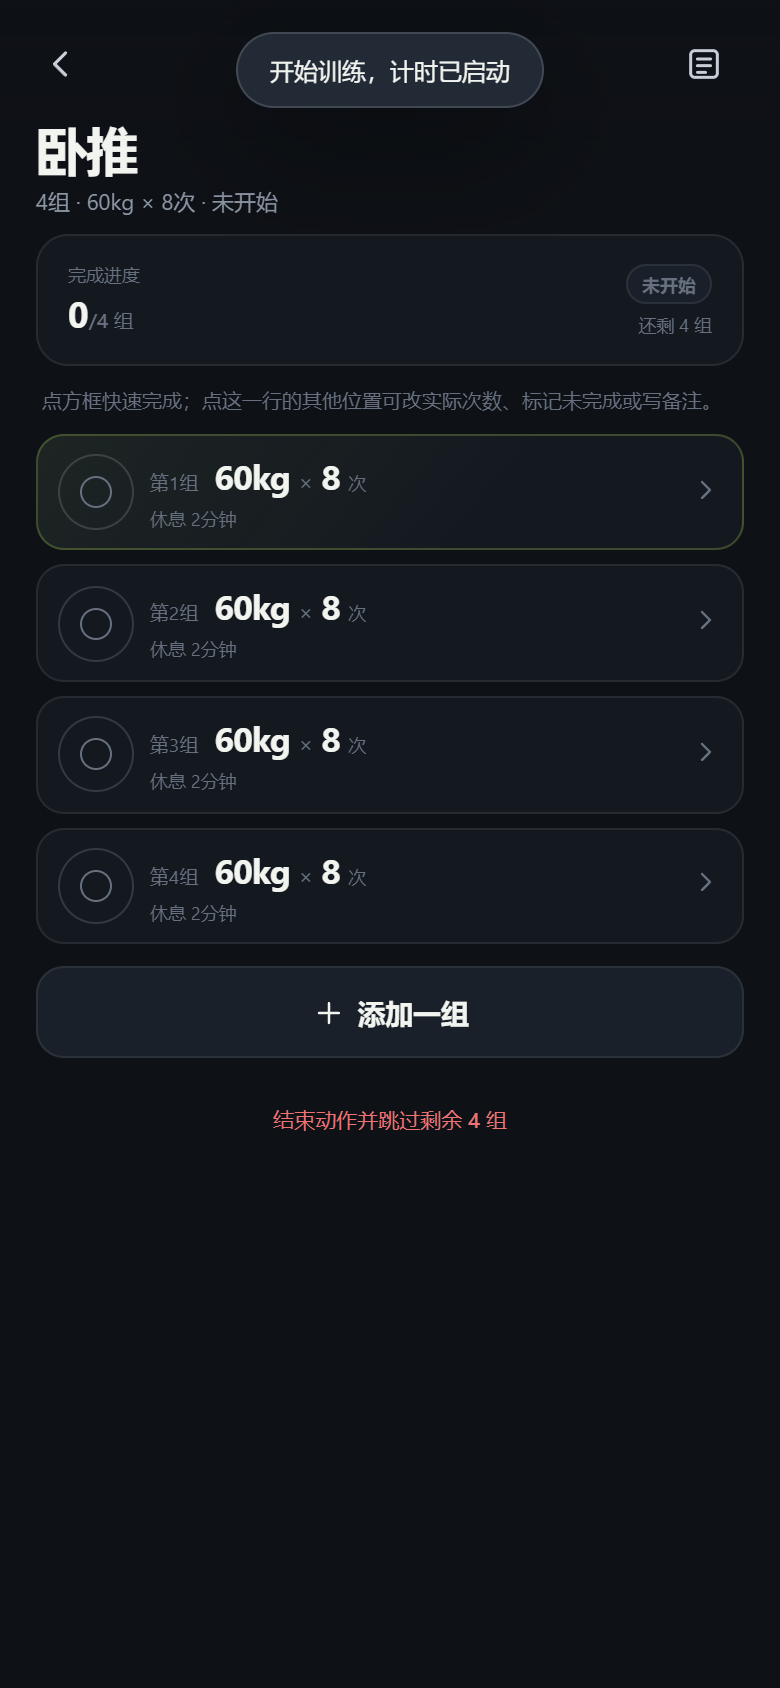 开始训练，计时已启动
卧推
4组 · 60kg × 8次 · 未开始
完成进度
未开始
0/4 组
还剩 4 组
点方框快速完成；点这一行的其他位置可改实际次数、标记未完成或写备注。
第1组 60kg × 8 次
休息 2分钟
第2组 60kg × 8 次
休息 2分钟
第3组 60kg × 8 次
休息 2分钟
第4组 60kg × 8 次
休息 2分钟
＋ 添加一组
结束动作并跳过剩余 4 组